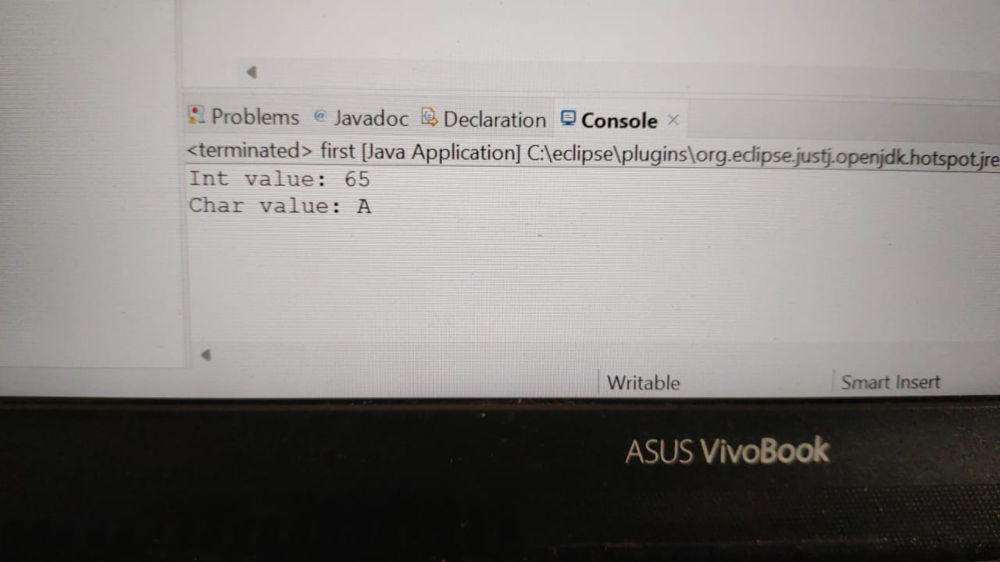 Problems @ Javadoc Declaration Console
<terminated> first [Java Application] C:\eclipse\plugins\org.eclipse.justj.openjdk.hotspot.jre
Int value: 65
Char value: A
Writable Smart Insert
ASUS VivoBook